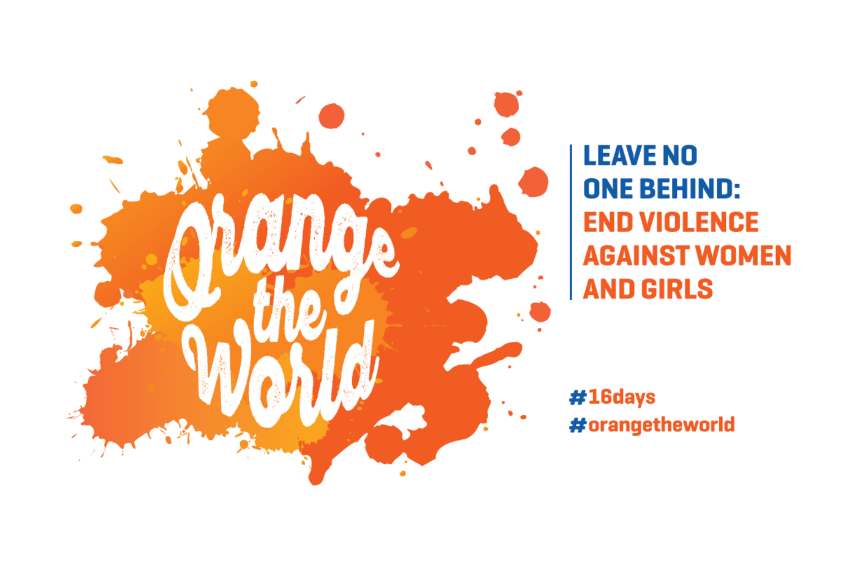 Orange
the
World
LEAVE NO
ONE BEHIND:
END VIOLENCE
AGAINST WOMEN
AND GIRLS
#16days
#orangetheworld